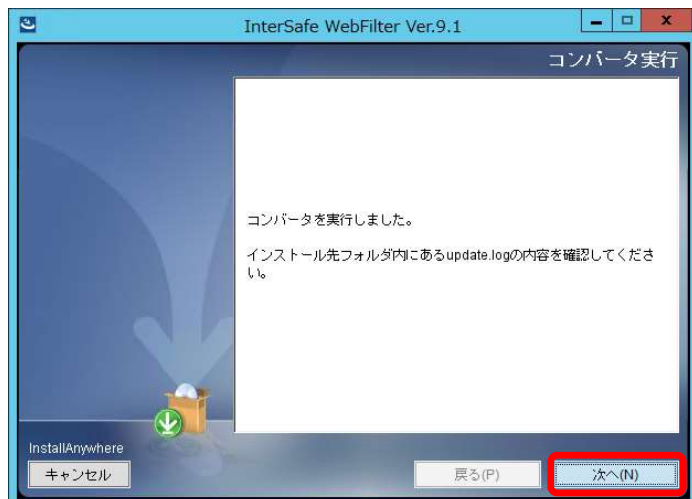 InterSafe WebFilter Ver.9.1
コンバータ実行
コンバータを実行しました。
インストール先フォルダ内にあるupdate.logの内容を確認してくださ
い。
InstallAnywhere
キャンセル
戻る(P)
次へ(N)